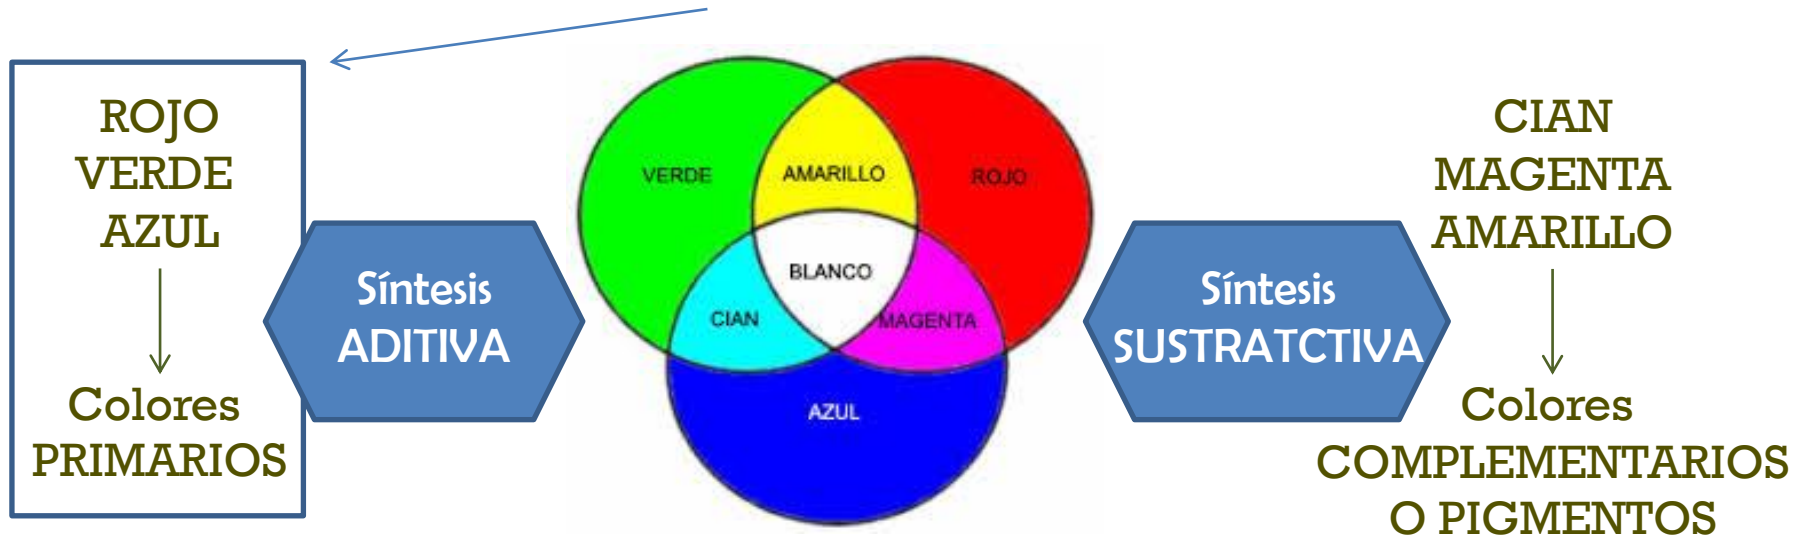 ROJO
VERDE
AZUL
Colores
PRIMARIOS
Síntesis
ADITIVA
VERDE
AMARILLO
ROJO
BLANCO
CIAN
MAGENTA
AZUL
Síntesis
SUSTRATCTIVA
CIAN
MAGENTA
AMARILLO
Colores
COMPLEMENTARIOS
O PIGMENTOS